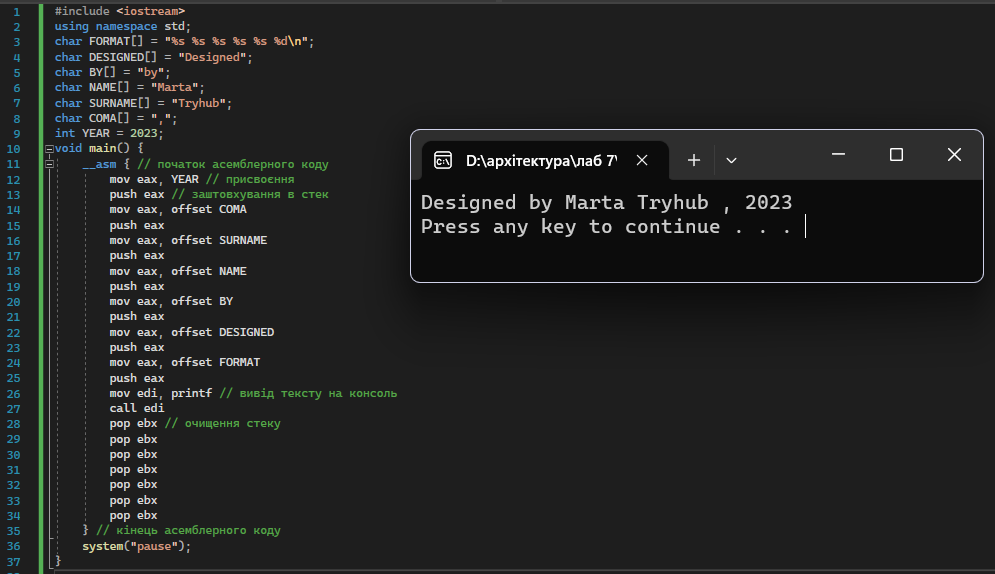 1 #include <iostream>
2 using namespace std;
3 char FORMAT[] = "%s %s %s %s %s %d\n";
4 char DESIGNED[] = "Designed";
5 char BY[] = "by";
6 char NAME[] = "Marta";
7 char SURNAME[] = "Tryhub";
8 char COMA[] = ",";
9 int YEAR = 2023;
10 void main() {
11 __asm { // початок асемблерного коду
12 mov eax, YEAR // присвоєння
13 push eax // заштовхування в стек
14 mov eax, offset COMA
15 push eax
16 mov eax, offset SURNAME
17 push eax
18 mov eax, offset NAME
19 push eax
20 mov eax, offset BY
21 push eax
22 mov eax, offset DESIGNED
23 push eax
24 mov eax, offset FORMAT
25 push eax
26 mov edi, printf // вивід тексту на консоль
27 call edi
28 pop ebx // очищення стеку
29 pop ebx
30 pop ebx
31 pop ebx
32 pop ebx
33 pop ebx
34 pop ebx
35 } // кінець асемблерного коду
36 system("pause");
37 }
D:\архітектура\лаб 7\
Designed by Marta Tryhub , 2023
Press any key to continue . . .